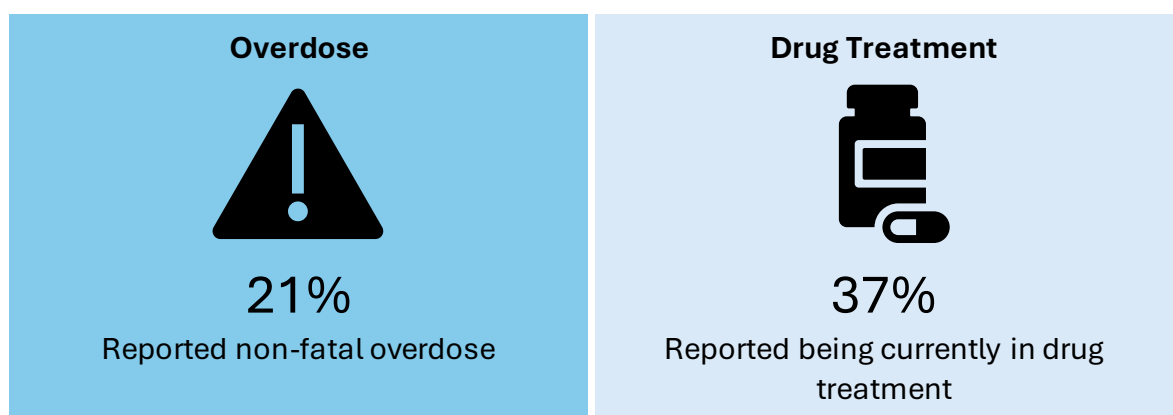 Overdose
21%
Reported non-fatal overdose
Drug Treatment
37%
Reported being currently in drug
treatment